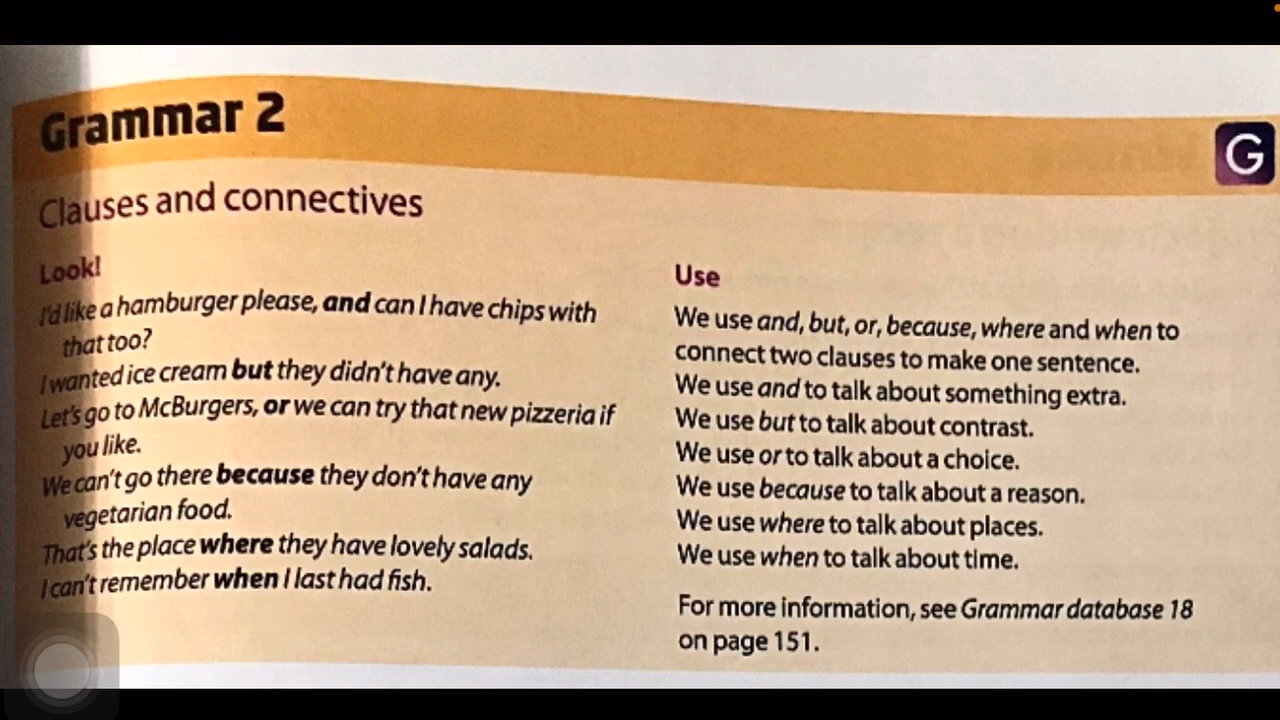 Grammar 2
G
Clauses and connectives
Look!
I'd like a hamburger please, and can I have chips with
that too?
I wanted ice cream but they didn't have any.
Let's go to McBurgers, or we can try that new pizzeria if
you like.
We can't go there because they don't have any
vegetarian food.
That's the place where they have lovely salads.
I can't remember when I last had fish.
Use
We use and, but, or, because, where and when to
connect two clauses to make one sentence.
We use and to talk about something extra.
We use but to talk about contrast.
We use or to talk about a choice.
We use because to talk about a reason.
We use where to talk about places.
We use when to talk about time.
For more information, see Grammar database 18
on page 151.